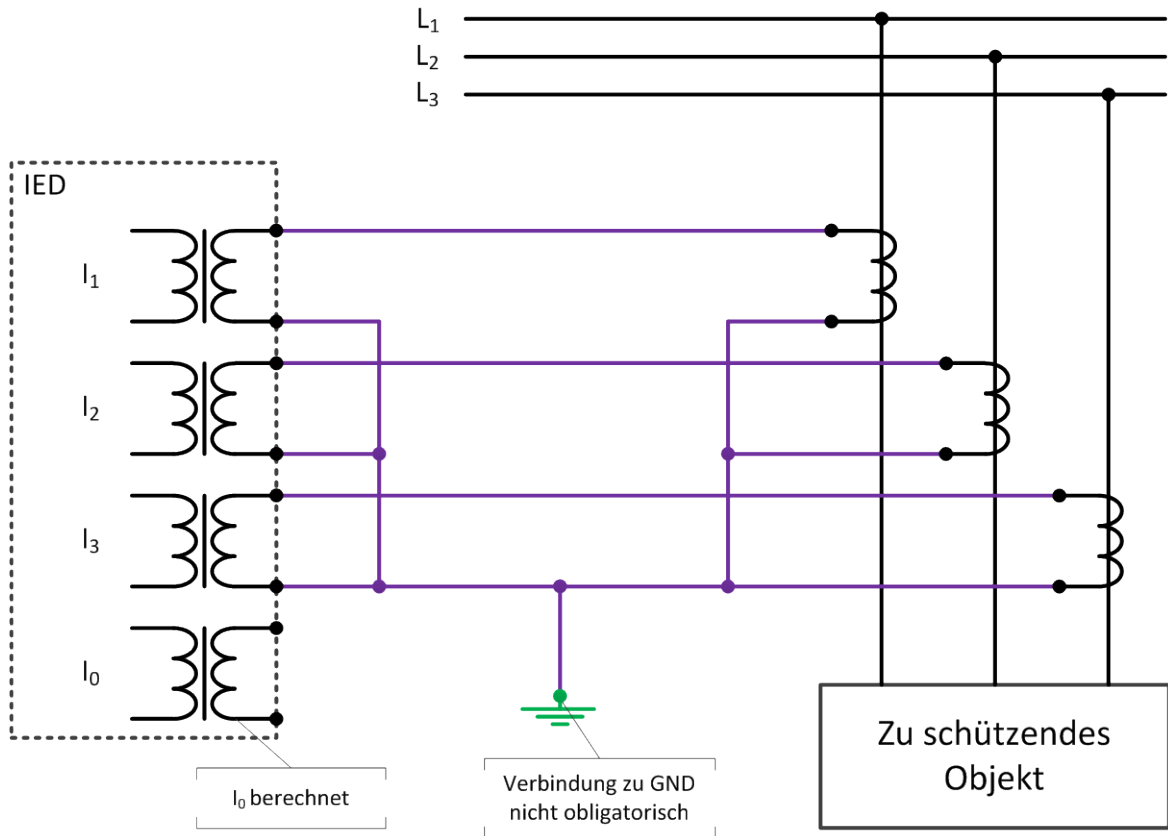 L₁
L₂
L₃
IED
I₁
I₂
I₃
I₀
I₀ berechnet
Verbindung zu GND
nicht obligatorisch
Zu schützendes
Objekt